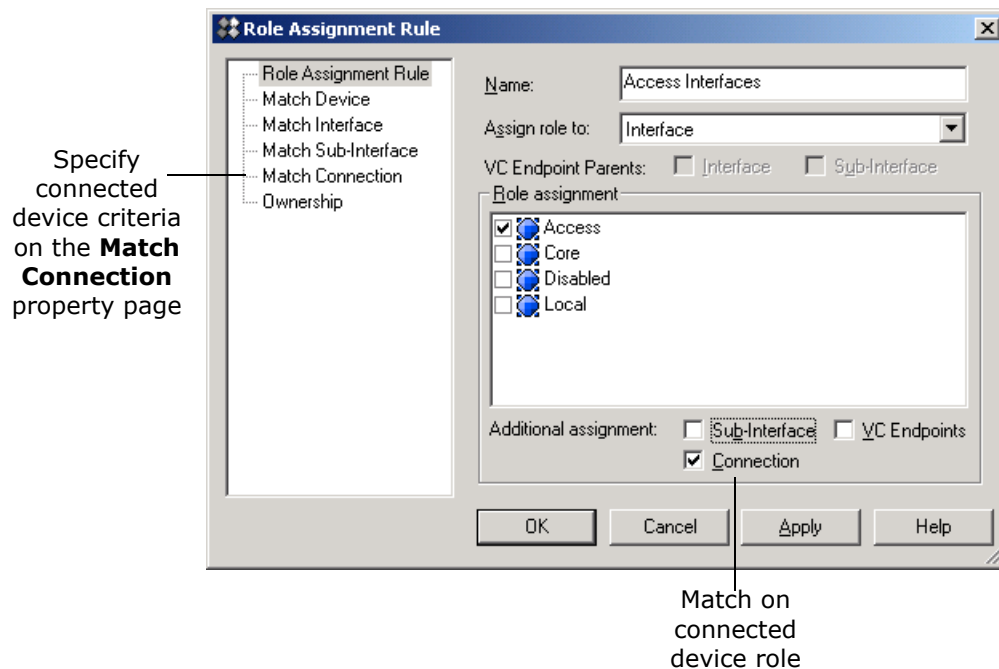 Role Assignment Rule
Role Assignment Rule
Match Device
Match Interface
Match Sub-Interface
Match Connection
Ownership
Name: Access Interfaces
Assign role to: Interface
VC Endpoint Parents: Interface Sub-Interface
Role assignment
Access
Core
Disabled
Local
Additional assignment: Sub-Interface VC Endpoints
Connection
OK Cancel Apply Help
Specify
connected
device criteria
on the Match
Connection
property page
Match on
connected
device role